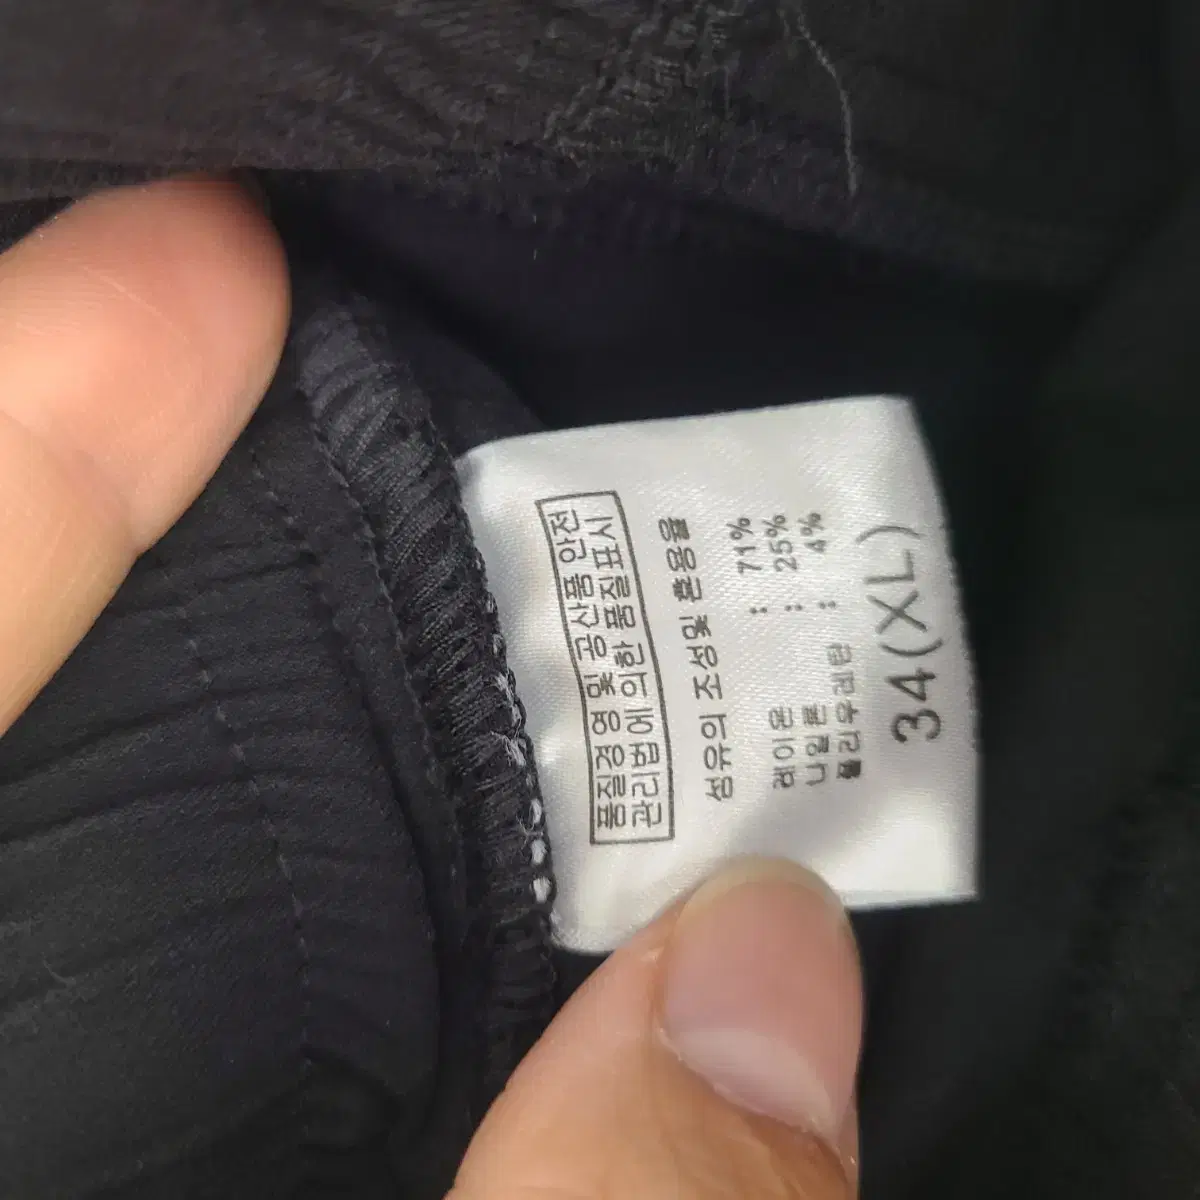 품질경영 및 공산품안전
관리법에 의한 품질표시
섬유의 조성및 혼용율
레이온 : 71%
나일론 : 25%
폴리우레탄 : 4%
34(XL)